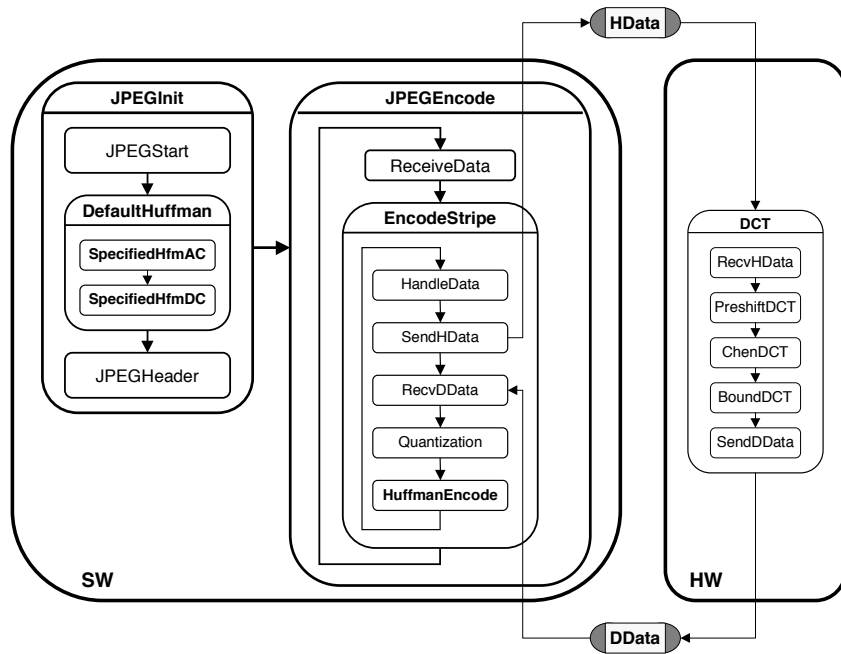 HData
JPEGInit
JPEGStart
DefaultHuffman
SpecifiedHfmAC
SpecifiedHfmDC
JPEGHeader
JPEGEncode
ReceiveData
EncodeStripe
HandleData
SendHData
RecvDData
Quantization
HuffmanEncode
SW
DCT
RecvHData
PreshiftDCT
ChenDCT
BoundDCT
SendDData
HW
DData